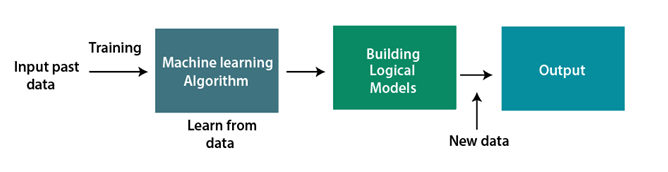 Training
Input past
data
Machine learning
Algorithm
Learn from
data
Building
Logical
Models
New data
Output